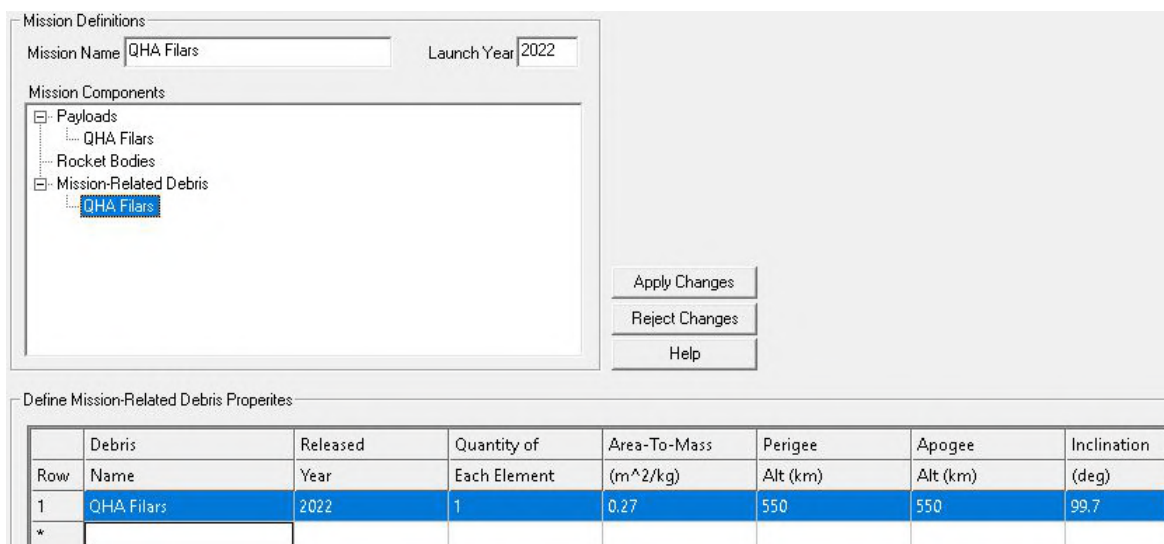 Mission Definitions
Mission Name QHA Filars Launch Year 2022
Mission Components
Payloads
QHA Filars
Rocket Bodies
Mission-Related Debris
QHA Filars
Apply Changes
Reject Changes
Help
Define Mission-Related Debris Properites
Debris Released Quantity of Area-To-Mass Perigee Apogee Inclination
Row Name Year Each Element (m^2/kg) Alt (km) Alt (km) (deg)
1 QHA Filars 2022 1 0.27 550 550 99.7
*